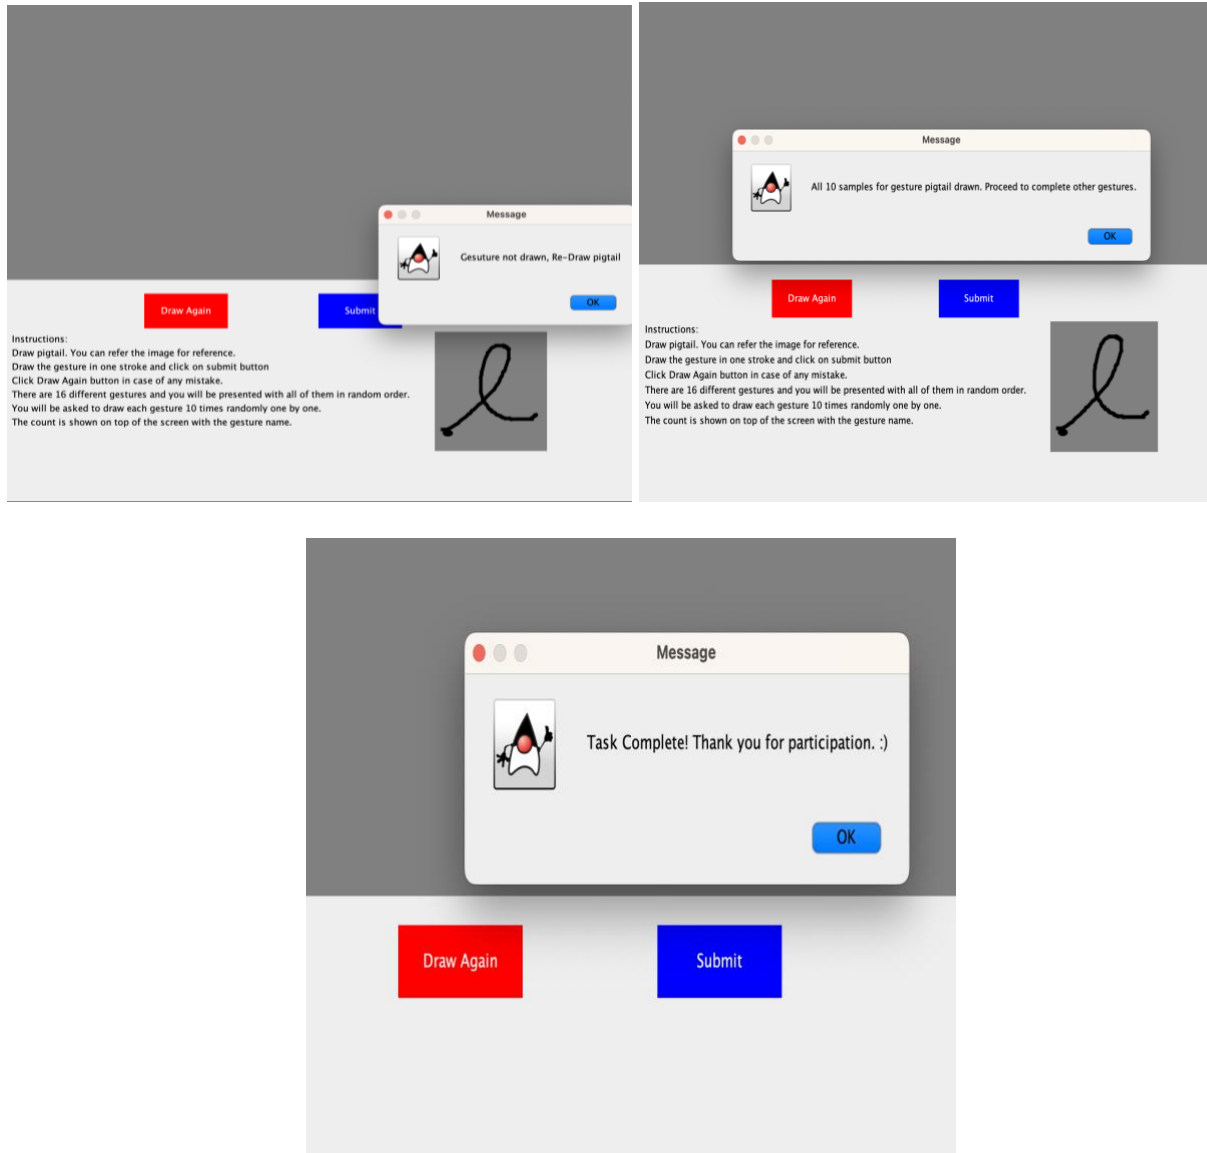 Message
Gesuture not drawn, Re-Draw pigtail
OK
Draw Again
Submit
Instructions:
Draw pigtail. You can refer the image for reference.
Draw the gesture in one stroke and click on submit button
Click Draw Again button in case of any mistake.
There are 16 different gestures and you will be presented with all of them in random order.
You will be asked to draw each gesture 10 times randomly one by one.
The count is shown on top of the screen with the gesture name.
Message
All 10 samples for gesture pigtail drawn. Proceed to complete other gestures.
OK
Draw Again
Submit
Instructions:
Draw pigtail. You can refer the image for reference.
Draw the gesture in one stroke and click on submit button
Click Draw Again button in case of any mistake.
There are 16 different gestures and you will be presented with all of them in random order.
You will be asked to draw each gesture 10 times randomly one by one.
The count is shown on top of the screen with the gesture name.
Message
Task Complete! Thank you for participation. :)
OK
Draw Again
Submit